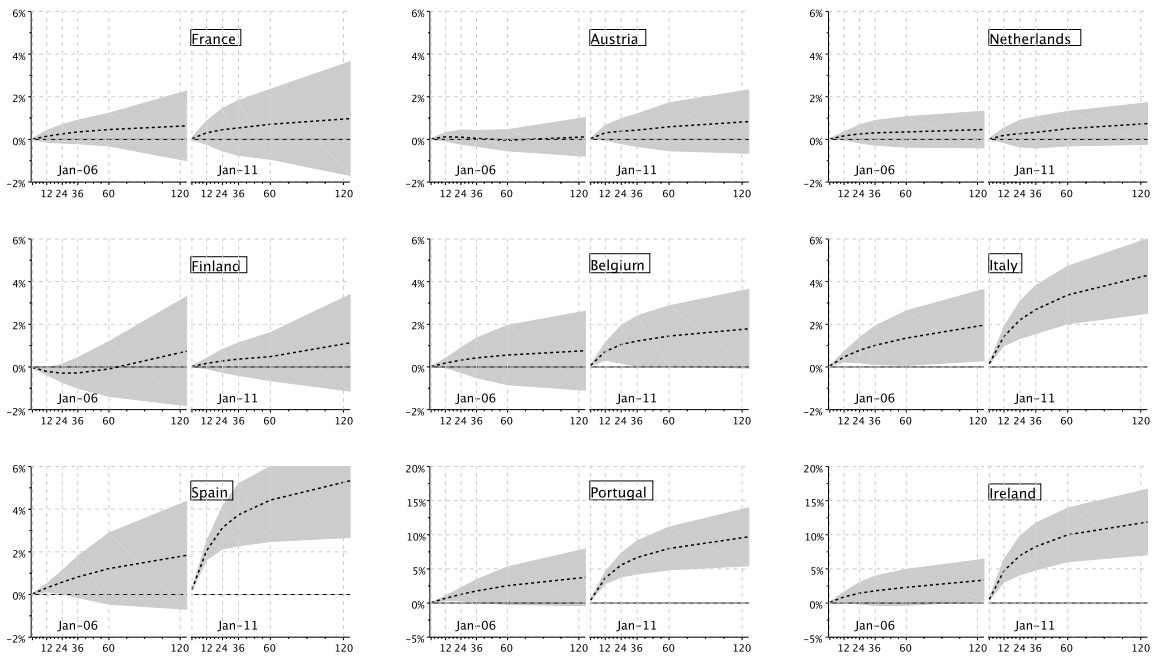 6% 6% 6%
France Austria Netherlands
4% 4% 4%
2% 2% 2%
0% 0% 0%
Jan-06 Jan-11 Jan-06 Jan-11 Jan-06 Jan-11
-2% -2% -2%
12 24 36 60 120 12 24 36 60 120 12 24 36 60 120 12 24 36 60 120 12 24 36 60 120 12 24 36 60 120
6% 6% 6%
Finland Belgium Italy
4% 4% 4%
2% 2% 2%
0% 0% 0%
Jan-06 Jan-11 Jan-06 Jan-11 Jan-06 Jan-11
-2% -2% -2%
12 24 36 60 120 12 24 36 60 120 12 24 36 60 120 12 24 36 60 120 12 24 36 60 120 12 24 36 60 120
6% 20% 20%
Spain Portugal Ireland
4% 15% 15%
10% 10%
2% 5% 5%
0% 0% 0%
Jan-06 Jan-11 Jan-06 Jan-11 Jan-06 Jan-11
-2% -5% -5%
12 24 36 60 120 12 24 36 60 120 12 24 36 60 120 12 24 36 60 120 12 24 36 60 120 12 24 36 60 120